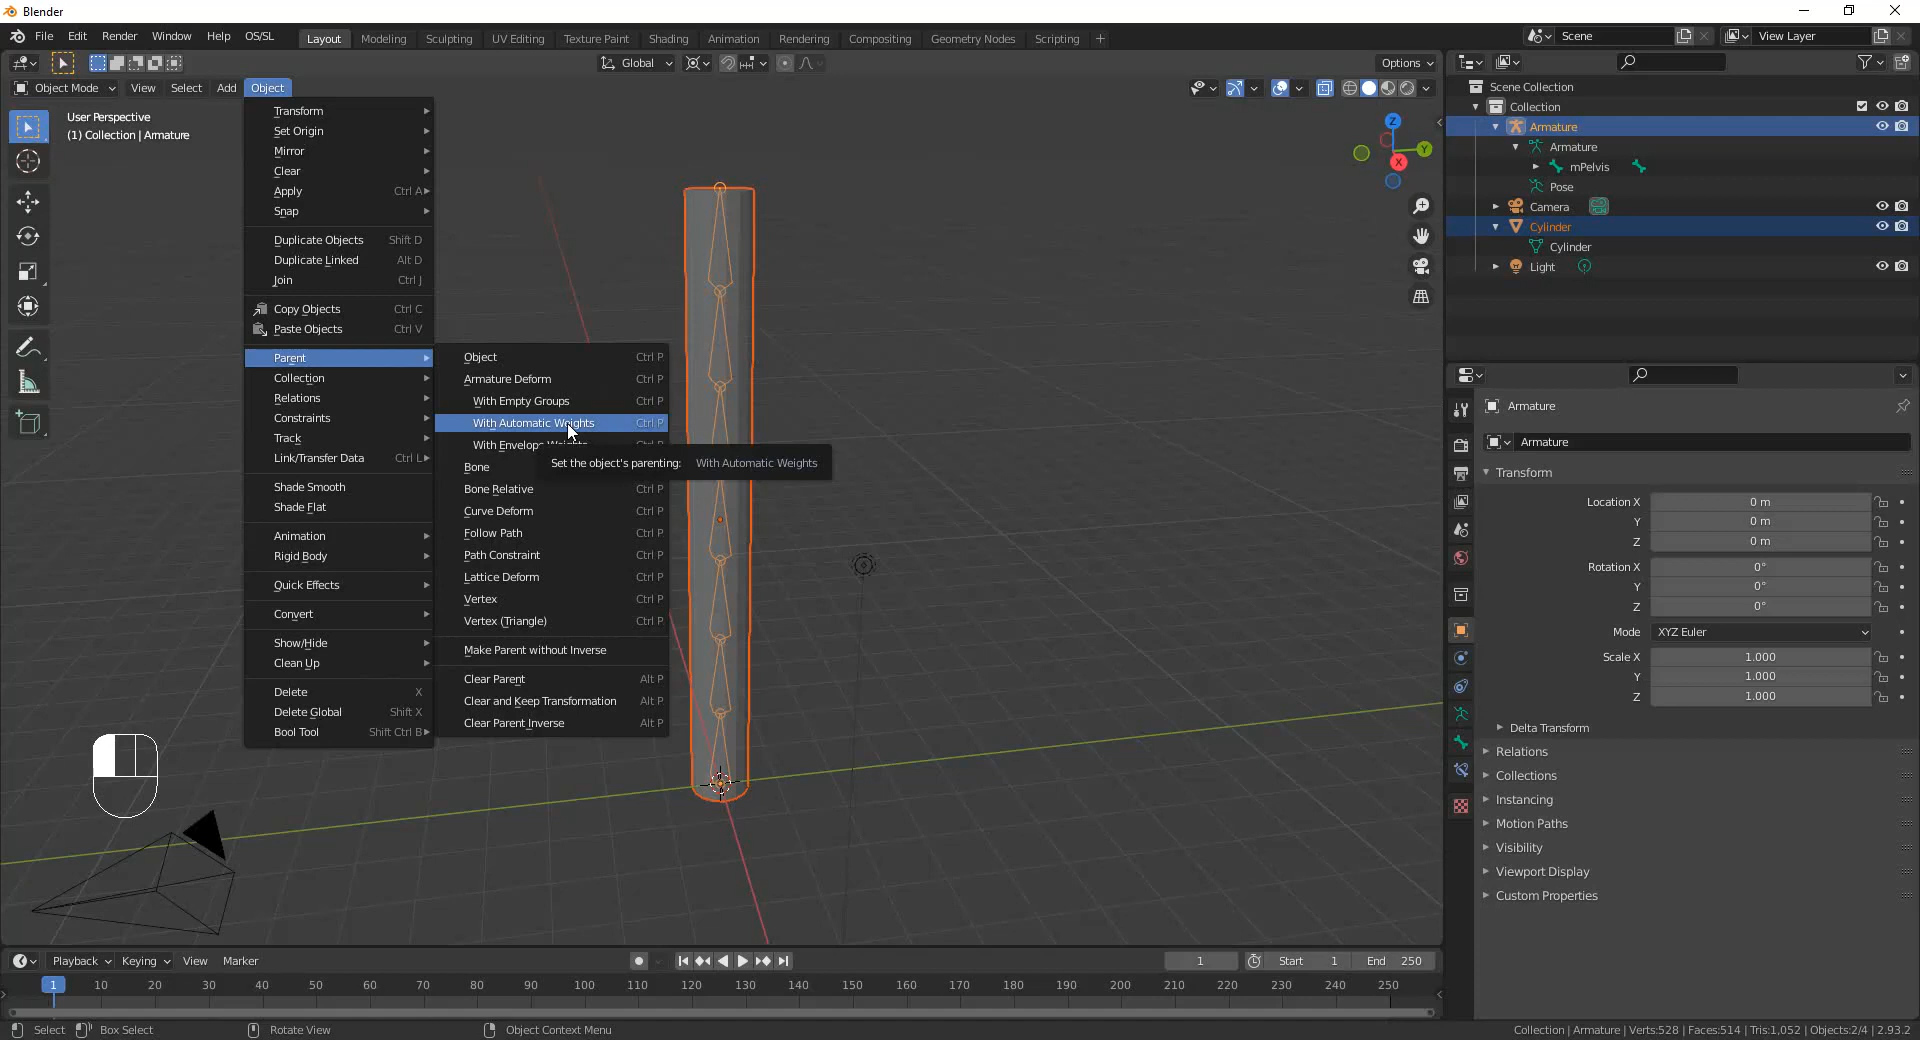 Blender
File Edit Render Window Help OS/SL
Layout Modeling Sculpting UV Editing Texture Paint Shading Animation Rendering Compositing Geometry Nodes Scripting +
Scene
View Layer
Global
Options
Object Mode View Select Add Object
User Perspective
(1) Collection | Armature
Transform
Set Origin
Mirror
Clear
Apply Ctrl A
Snap
Duplicate Objects Shift D
Duplicate Linked Alt D
Join Ctrl J
Copy Objects Ctrl C
Paste Objects Ctrl V
Parent
Collection
Relations
Constraints
Track
Link/Transfer Data Ctrl L
Shade Smooth
Shade Flat
Animation
Rigid Body
Quick Effects
Convert
Show/Hide
Clean Up
Delete X
Delete Global Shift X
Bool Tool Shift Ctrl B
Object Ctrl P
Armature Deform Ctrl P
With Empty Groups Ctrl P
With Automatic Weights Ctrl P
With Envelope Weights Ctrl P
Set the object's parenting: With Automatic Weights
Bone
Bone Relative Ctrl P
Curve Deform Ctrl P
Follow Path Ctrl P
Path Constraint Ctrl P
Lattice Deform Ctrl P
Vertex Ctrl P
Vertex (Triangle) Ctrl P
Make Parent without Inverse
Clear Parent Alt P
Clear and Keep Transformation Alt P
Clear Parent Inverse Alt P
Z
Y
X
Scene Collection
Collection
Armature
Armature
mPelvis
Pose
Camera
Cylinder
Cylinder
Light
Armature
Armature
Transform
Location X 0 m
Y 0 m
Z 0 m
Rotation X 0°
Y 0°
Z 0°
Mode XYZ Euler
Scale X 1.000
Y 1.000
Z 1.000
Delta Transform
Relations
Collections
Instancing
Motion Paths
Visibility
Viewport Display
Custom Properties
Playback Keying View Marker
1
Start 1
End 250
1 10 20 30 40 50 60 70 80 90 100 110 120 130 140 150 160 170 180 190 200 210 220 230 240 250
Select Box Select Rotate View Object Context Menu
Collection | Armature | Verts:528 | Faces:514 | Tris:1,052 | Objects:2/4 | 2.93.2